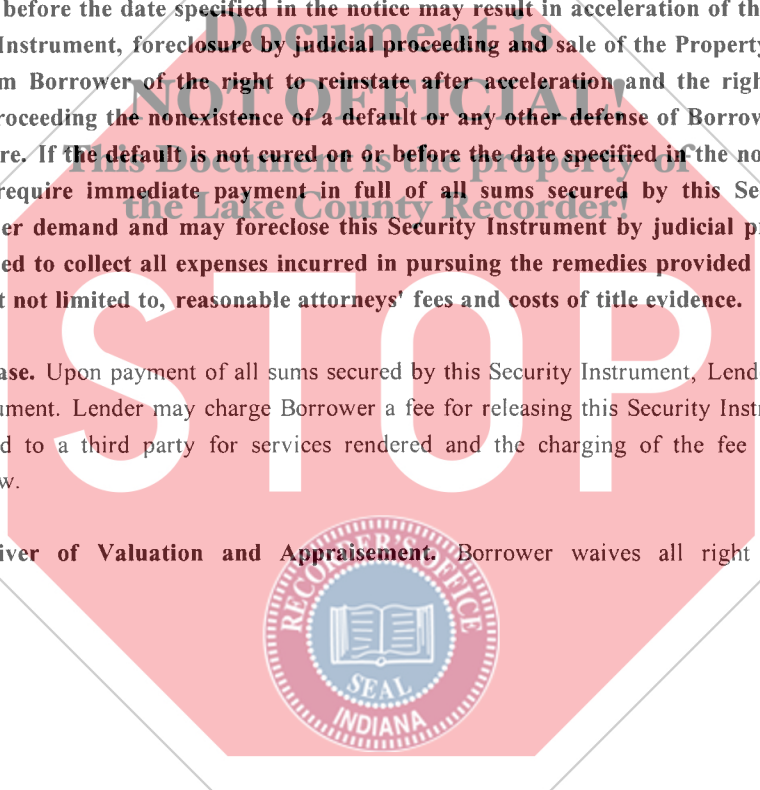 before the date specified in the notice may result in acceleration of th
Instrument, foreclosure by judicial proceeding and sale of the Property
m Borrower of the right to reinstate after acceleration and the righ
roceeding the nonexistence of a default or any other defense of Borrow
re. If the default is not cured on or before the date specified in the no
require immediate payment in full of all sums secured by this Se
er demand and may foreclose this Security Instrument by judicial p
ed to collect all expenses incurred in pursuing the remedies provided
t not limited to, reasonable attorneys' fees and costs of title evidence.
ase. Upon payment of all sums secured by this Security Instrument, Lend
ument. Lender may charge Borrower a fee for releasing this Security Inst
d to a third party for services rendered and the charging of the fee
w.
iver of Valuation and Appraisement. Borrower waives all right
Document is
NOT OFFICIAL!
This Document is the property of
the Lake County Recorder!
STOP
RECORDER'S OFFICE
SEAL
INDIANA